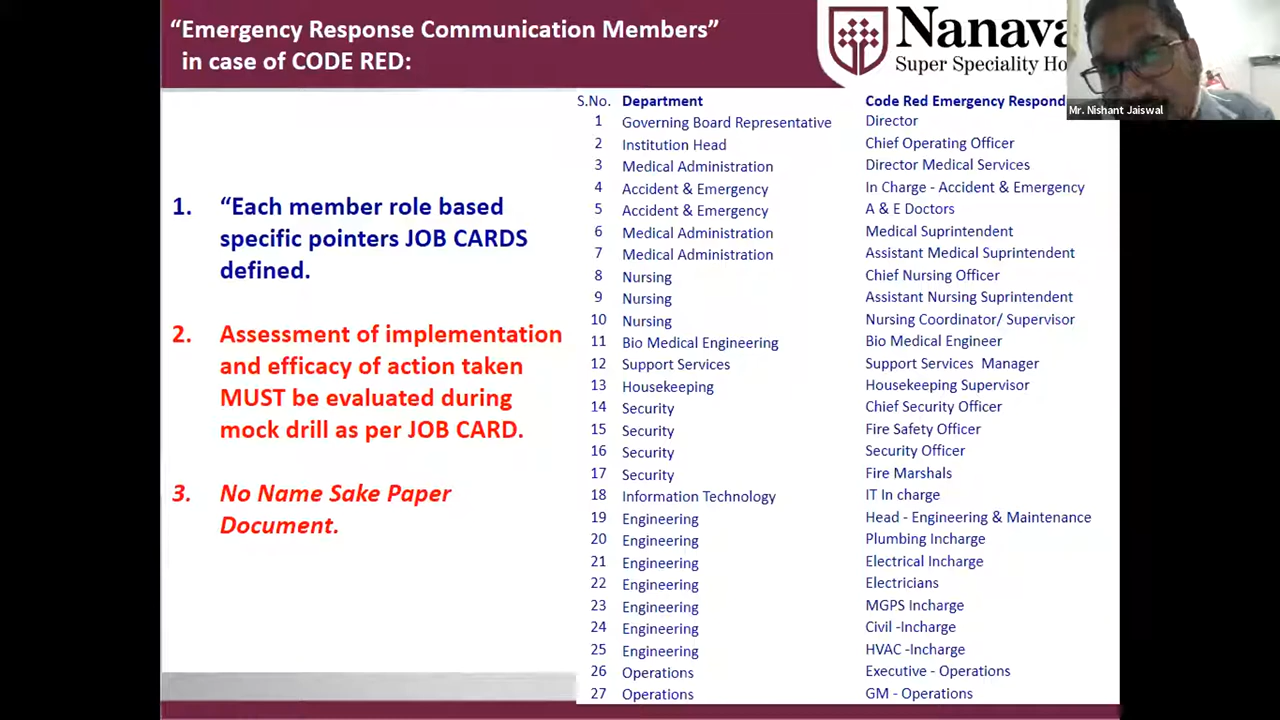 “Emergency Response Communication Members”
in case of CODE RED:
Super Speciality
Mr. Nishant Jaiswal
1. “Each member role based
specific pointers JOB CARDS
defined.
2. Assessment of implementation
and efficacy of action taken
MUST be evaluated during
mock drill as per JOB CARD.
3. No Name Sake Paper
Document.
S.No. Department Code Red Emergency
1 Governing Board Representative Director
2 Institution Head Chief Operating Officer
3 Medical Administration Director Medical Services
4 Accident & Emergency In Charge - Accident & Emergency
5 Accident & Emergency A & E Doctors
6 Medical Administration Medical Suprintendent
7 Medical Administration Assistant Medical Suprintendent
8 Nursing Chief Nursing Officer
9 Nursing Assistant Nursing Suprintendent
10 Nursing Nursing Coordinator/ Supervisor
11 Bio Medical Engineering Bio Medical Engineer
12 Support Services Support Services Manager
13 Housekeeping Housekeeping Supervisor
14 Security Chief Security Officer
15 Security Fire Safety Officer
16 Security Security Officer
17 Security Fire Marshals
18 Information Technology IT In charge
19 Engineering Head - Engineering & Maintenance
20 Engineering Plumbing Incharge
21 Engineering Electrical Incharge
22 Engineering Electricians
23 Engineering MGPS Incharge
24 Engineering Civil -Incharge
25 Engineering HVAC -Incharge
26 Operations Executive - Operations
27 Operations GM - Operations